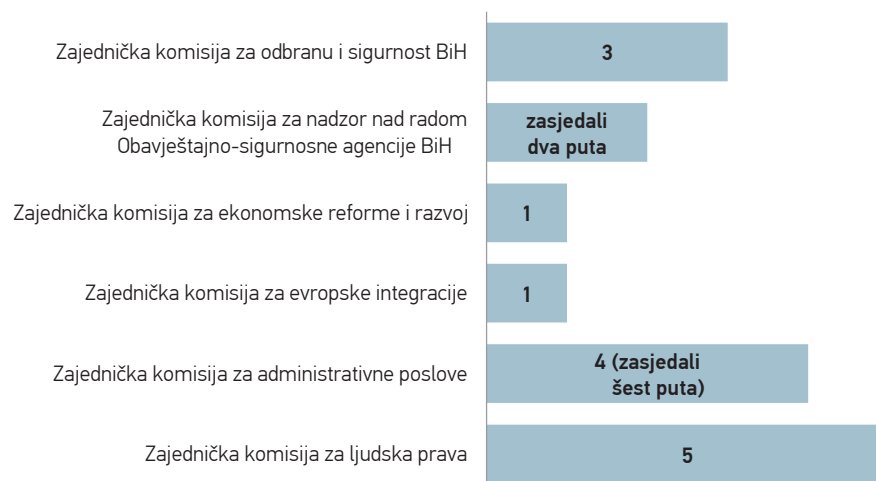 Zajednička komisija za odbranu i sigurnost BiH
3
Zajednička komisija za nadzor nad radom
Obavještajno-sigurnosne agencije BiH
zasjedali
dva puta
Zajednička komisija za ekonomske reforme i razvoj
1
Zajednička komisija za evropske integracije
1
Zajednička komisija za administrativne poslove
4 (zasjedali
šest puta)
Zajednička komisija za ljudska prava
5